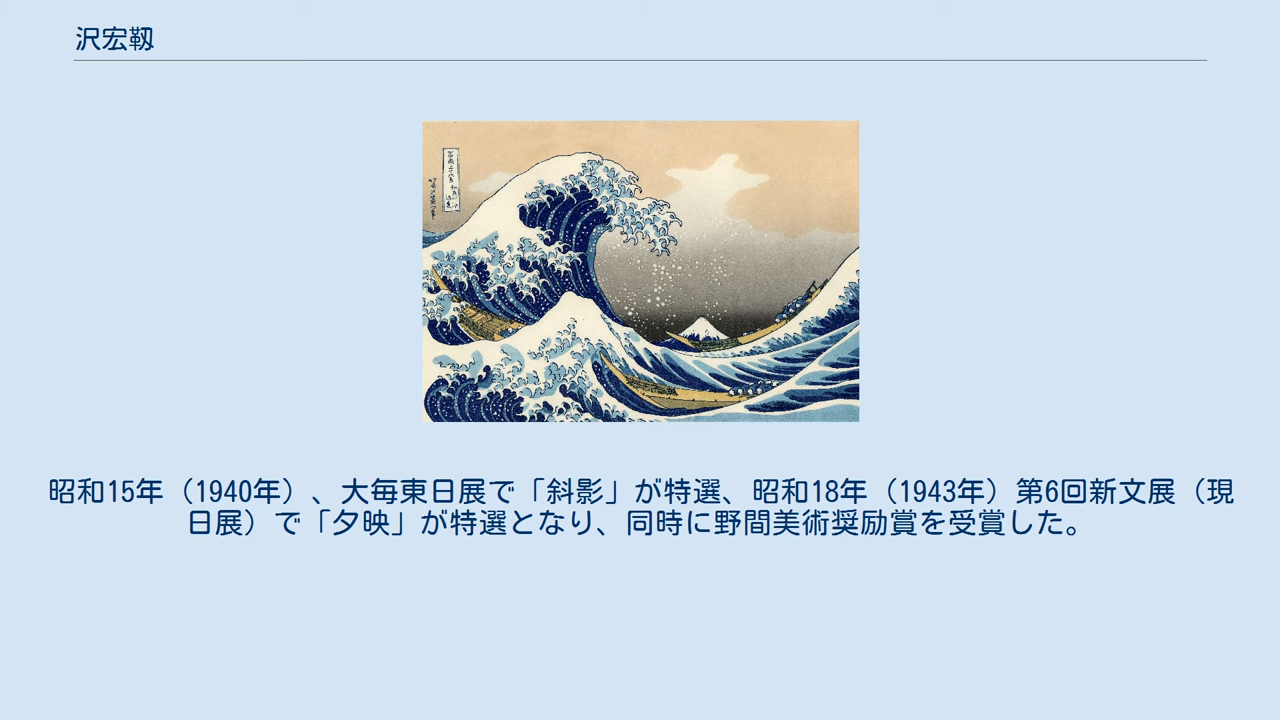 沢宏靱
昭和15年（1940年）、大毎東日展で「斜影」が特選、昭和18年（1943年）第6回新文展（現
日展）で「夕映」が特選となり、同時に野間美術奨励賞を受賞した。